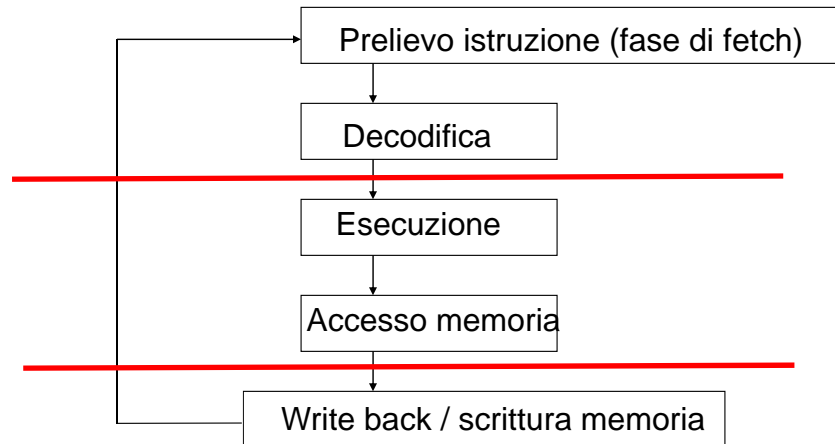 Prelievo istruzione (fase di fetch)
Decodifica
Esecuzione
Accesso memoria
Write back / scrittura memoria